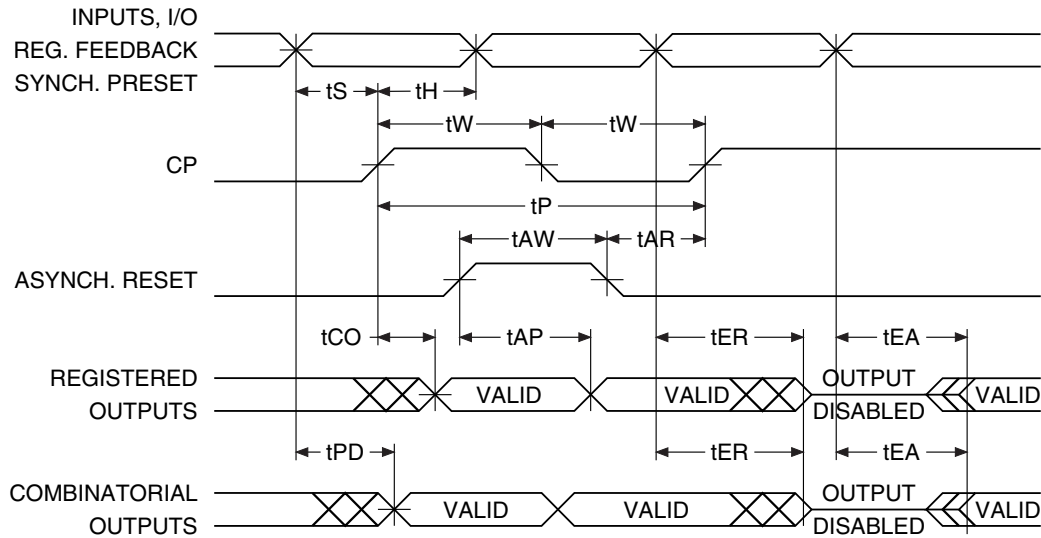 INPUTS, I/O
REG. FEEDBACK
SYNCH. PRESET
tS tH
tW tW
CP
tP
tAW tAR
ASYNCH. RESET
tCO tAP tER tEA
REGISTERED OUTPUT
VALID VALID VALID
OUTPUTS DISABLED
tPD tER tEA
COMBINATORIAL OUTPUT
VALID VALID VALID
OUTPUTS DISABLED